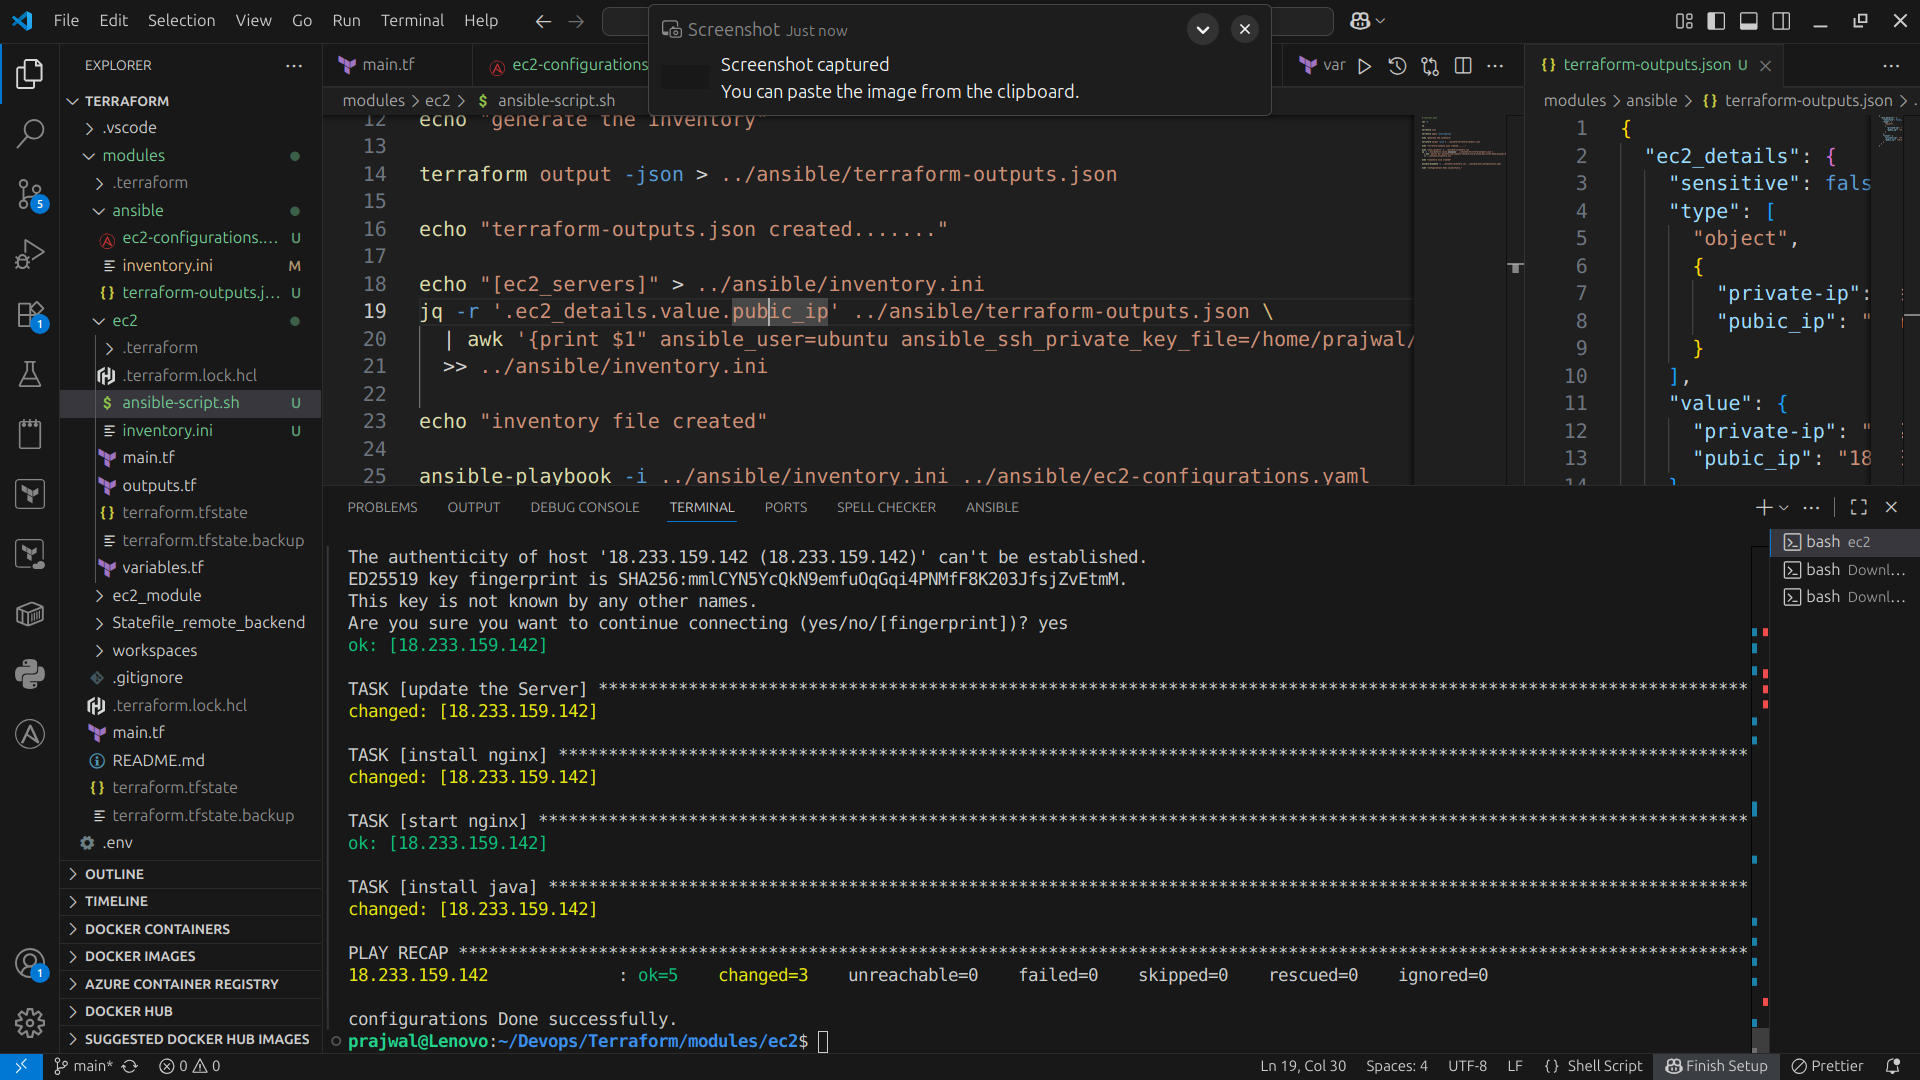 File Edit Selection View Go Run Terminal Help
Screenshot Just now
Screenshot captured
You can paste the image from the clipboard.
EXPLORER
TERRAFORM
.vscode
modules
.terraform
ansible
ec2-configurations.... U
inventory.ini M
terraform-outputs.j... U
ec2
.terraform
.terraform.lock.hcl
ansible-script.sh U
inventory.ini U
main.tf
outputs.tf
terraform.tfstate
terraform.tfstate.backup
variables.tf
ec2_module
Statefile_remote_backend
workspaces
.gitignore
.terraform.lock.hcl
main.tf
README.md
terraform.tfstate
terraform.tfstate.backup
.env
OUTLINE
TIMELINE
DOCKER CONTAINERS
DOCKER IMAGES
AZURE CONTAINER REGISTRY
DOCKER HUB
SUGGESTED DOCKER HUB IMAGES
5
1
1
main.tf ec2-configurations var
modules > ec2 > $ ansible-script.sh
12 echo "generate the inventory"
13
14 terraform output -json > ../ansible/terraform-outputs.json
15
16 echo "terraform-outputs.json created......."
17
18 echo "[ec2_servers]" > ../ansible/inventory.ini
19 jq -r '.ec2_details.value.pubic_ip' ../ansible/terraform-outputs.json \
20 | awk '{print $1" ansible_user=ubuntu ansible_ssh_private_key_file=/home/prajwal/
21 >> ../ansible/inventory.ini
22
23 echo "inventory file created"
24
25 ansible-playbook -i ../ansible/inventory.ini ../ansible/ec2-configurations.yaml
terraform-outputs.json U
modules > ansible > {} terraform-outputs.json > .
1 {
2 "ec2_details": {
3 "sensitive": fals
4 "type": [
5 "object",
6 {
7 "private-ip":
8 "pubic_ip": "
9 }
10 ],
11 "value": {
12 "private-ip": "
13 "pubic_ip": "18
14 }
PROBLEMS OUTPUT DEBUG CONSOLE TERMINAL PORTS SPELL CHECKER ANSIBLE
The authenticity of host '18.233.159.142 (18.233.159.142)' can't be established.
ED25519 key fingerprint is SHA256:mmlCYN5YcQkN9emfuOqGqi4PNMfF8K203JfsjZvEtmM.
This key is not known by any other names.
Are you sure you want to continue connecting (yes/no/[fingerprint])? yes
ok: [18.233.159.142]
TASK [update the Server] *******************************************************************************************************************
changed: [18.233.159.142]
TASK [install nginx] ***********************************************************************************************************************
changed: [18.233.159.142]
TASK [start nginx] *************************************************************************************************************************
ok: [18.233.159.142]
TASK [install java] ************************************************************************************************************************
changed: [18.233.159.142]
PLAY RECAP *********************************************************************************************************************************
18.233.159.142 : ok=5 changed=3 unreachable=0 failed=0 skipped=0 rescued=0 ignored=0
configurations Done successfully.
prajwal@Lenovo:~/Devops/Terraform/modules/ec2$
bash ec2
bash Downl...
bash Downl...
main* 0 0 Ln 19, Col 30 Spaces: 4 UTF-8 LF {} Shell Script Finish Setup Prettier